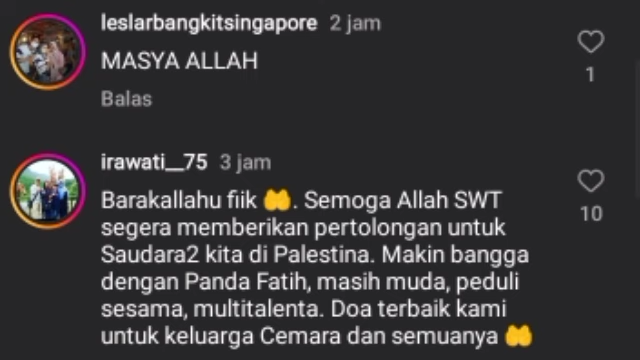 leslarbangkitsingapore 2 jam
MASYA ALLAH
1
Balas
irawati__75 3 jam
Barakallahu fiik 🤲. Semoga Allah SWT
segera memberikan pertolongan untuk
Saudara2 kita di Palestina. Makin bangga
dengan Panda Fatih, masih muda, peduli
sesama, multitalenta. Doa terbaik kami
untuk keluarga Cemara dan semuanya 🤲
10